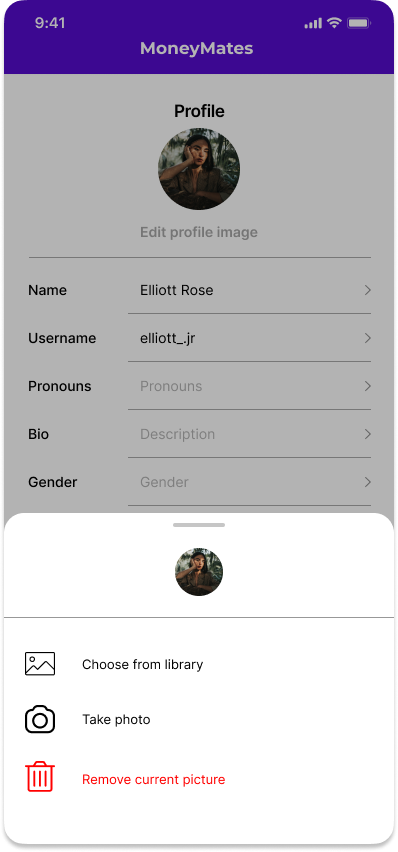 9:41
MoneyMates
Profile
Edit profile image
Name Elliott Rose
Username elliott_.jr
Pronouns Pronouns
Bio Description
Gender Gender
Choose from library
Take photo
Remove current picture